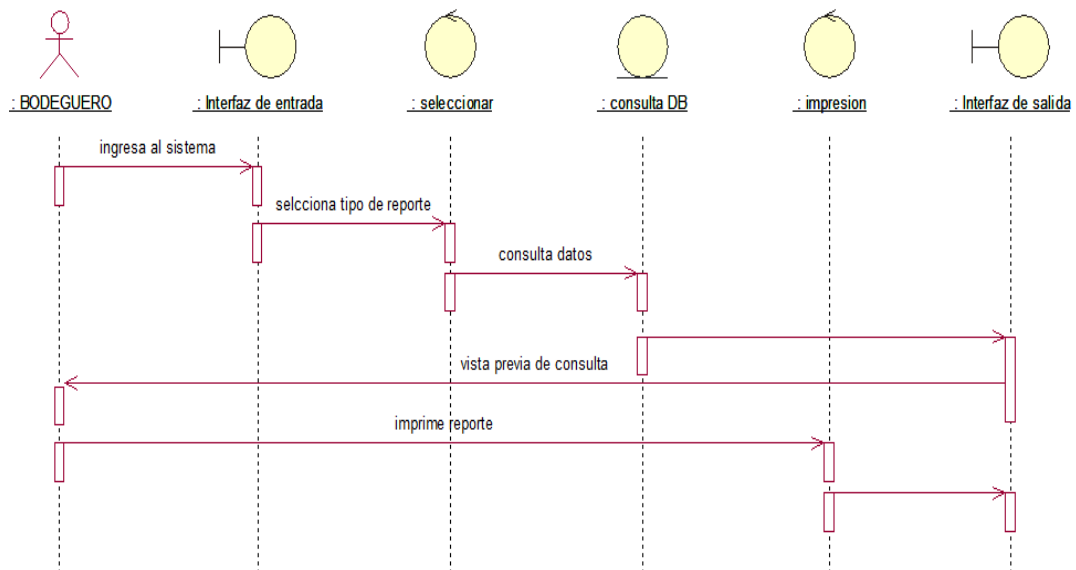 : BODEGUERO
: Interfaz de entrada
: seleccionar
: consulta DB
: impresion
: Interfaz de salida
ingresa al sistema
selcciona tipo de reporte
consulta datos
vista previa de consulta
imprime reporte